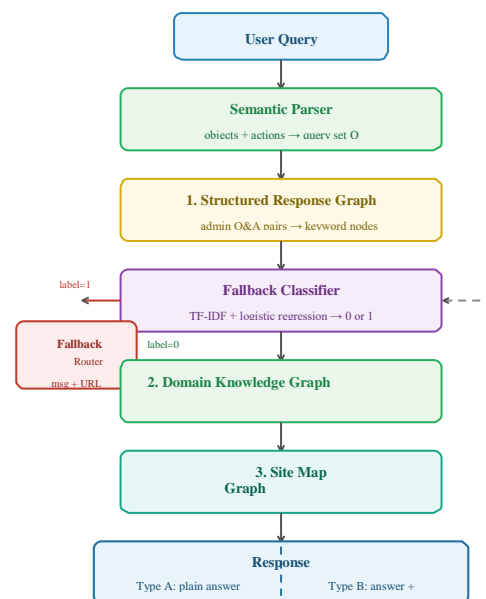 User Query
Semantic Parser
objects + actions → query set Q
1. Structured Response Graph
admin Q&A pairs → keyword nodes
label=1
Fallback Classifier
TF-IDF + logistic regression → 0 or 1
Fallback
label=0
Router
msg + URL
2. Domain Knowledge Graph
3. Site Map
Graph
Response
Type A: plain answer
Type B: answer +